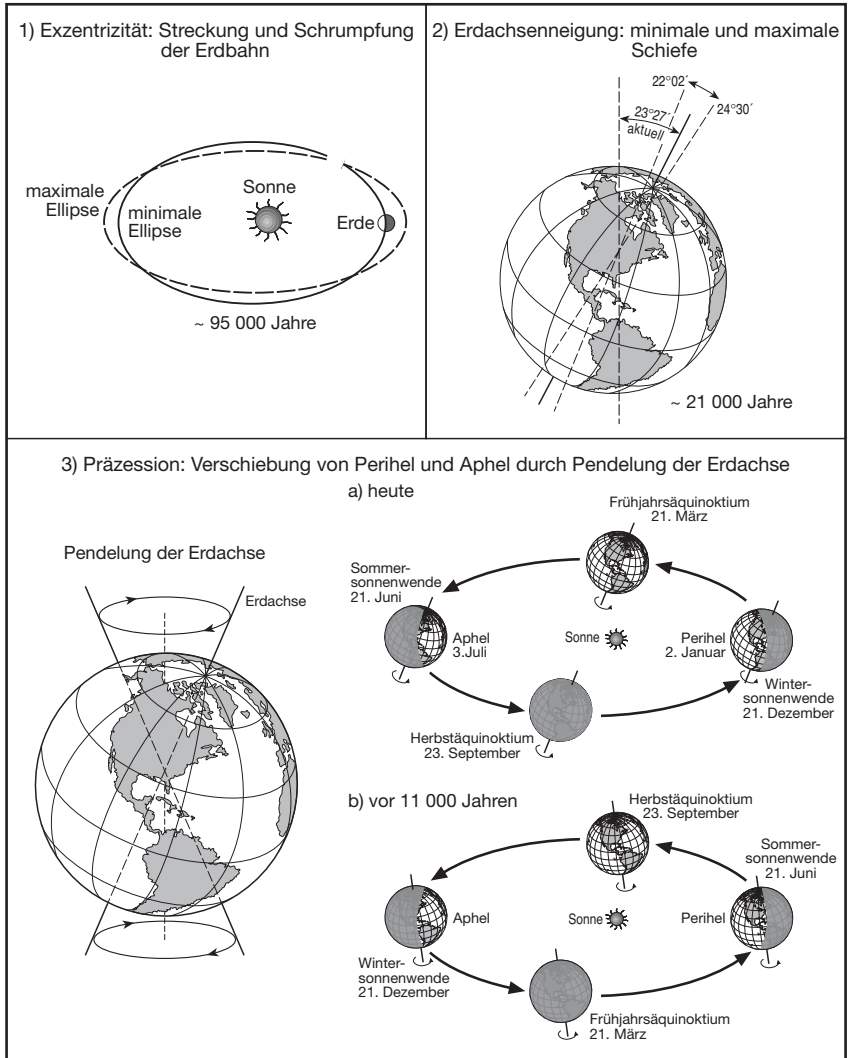 1) Exzentrizität: Streckung und Schrumpfung
der Erdbahn
maximale
Ellipse
minimale
Ellipse
Sonne
Erde
~ 95 000 Jahre
2) Erdachsenneigung: minimale und maximale
Schiefe
22°02´
24°30´
23°27´
aktuell
~ 21 000 Jahre
3) Präzession: Verschiebung von Perihel und Aphel durch Pendelung der Erdachse
Pendelung der Erdachse
Erdachse
a) heute
Frühjahrsäquinoktium
21. März
Sommer-
sonnenwende
21. Juni
Aphel
3.Juli
Sonne
Perihel
2. Januar
Winter-
sonnenwende
21. Dezember
Herbstäquinoktium
23. September
b) vor 11 000 Jahren
Herbstäquinoktium
23. September
Sommer-
sonnenwende
21. Juni
Aphel
Sonne
Perihel
Winter-
sonnenwende
21. Dezember
Frühjahrsäquinoktium
21. März